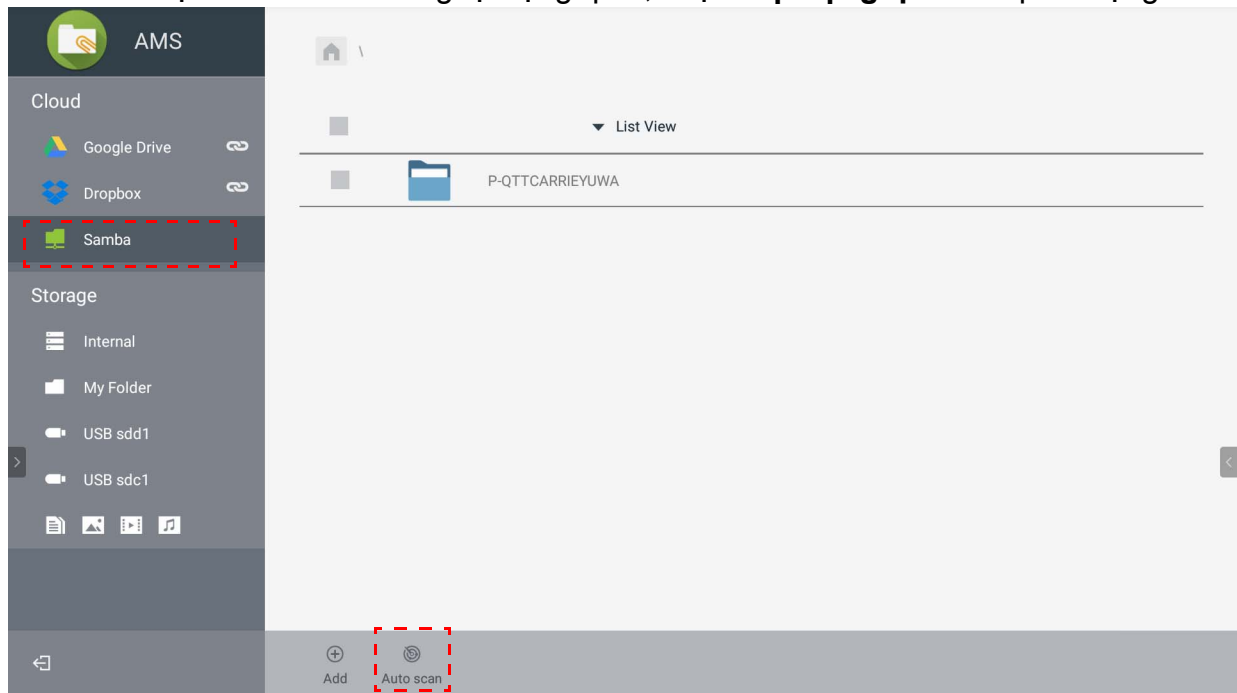 AMS
\
Cloud
List View
Google Drive
P-QTTCARRIEYUWA
Dropbox
Samba
Storage
Internal
My Folder
USB sdd1
USB sdc1
Add
Auto scan